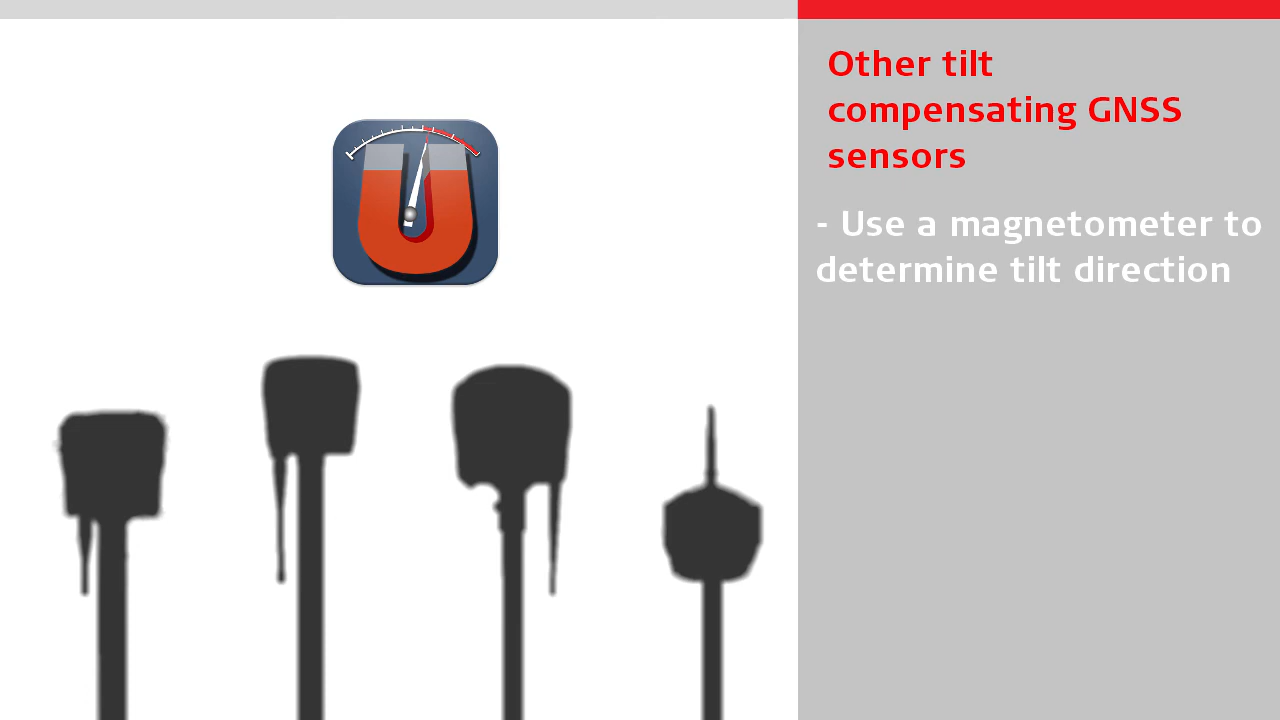 Other tilt
compensating GNSS
sensors
- Use a magnetometer to
determine tilt direction